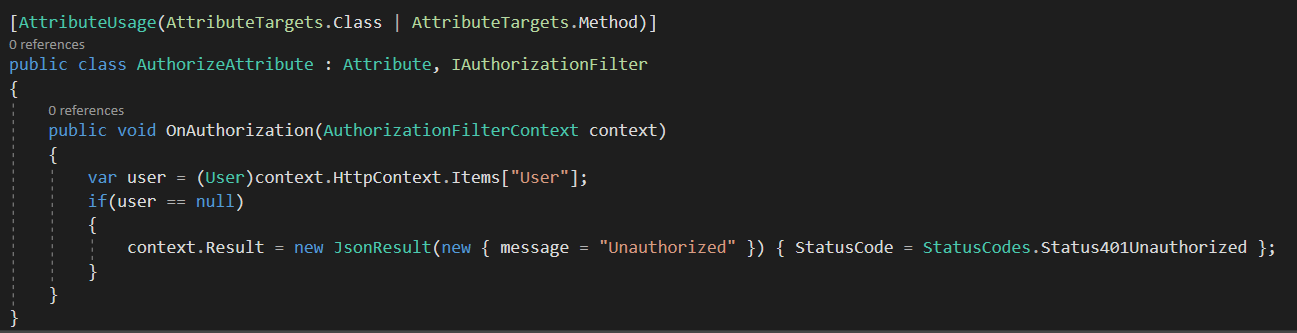 [AttributeUsage(AttributeTargets.Class | AttributeTargets.Method)]
0 references
public class AuthorizeAttribute : Attribute, IAuthorizationFilter
{
0 references
public void OnAuthorization(AuthorizationFilterContext context)
{
var user = (User)context.HttpContext.Items["User"];
if(user == null)
{
context.Result = new JsonResult(new { message = "Unauthorized" }) { StatusCode = StatusCodes.Status401Unauthorized };
}
}
}